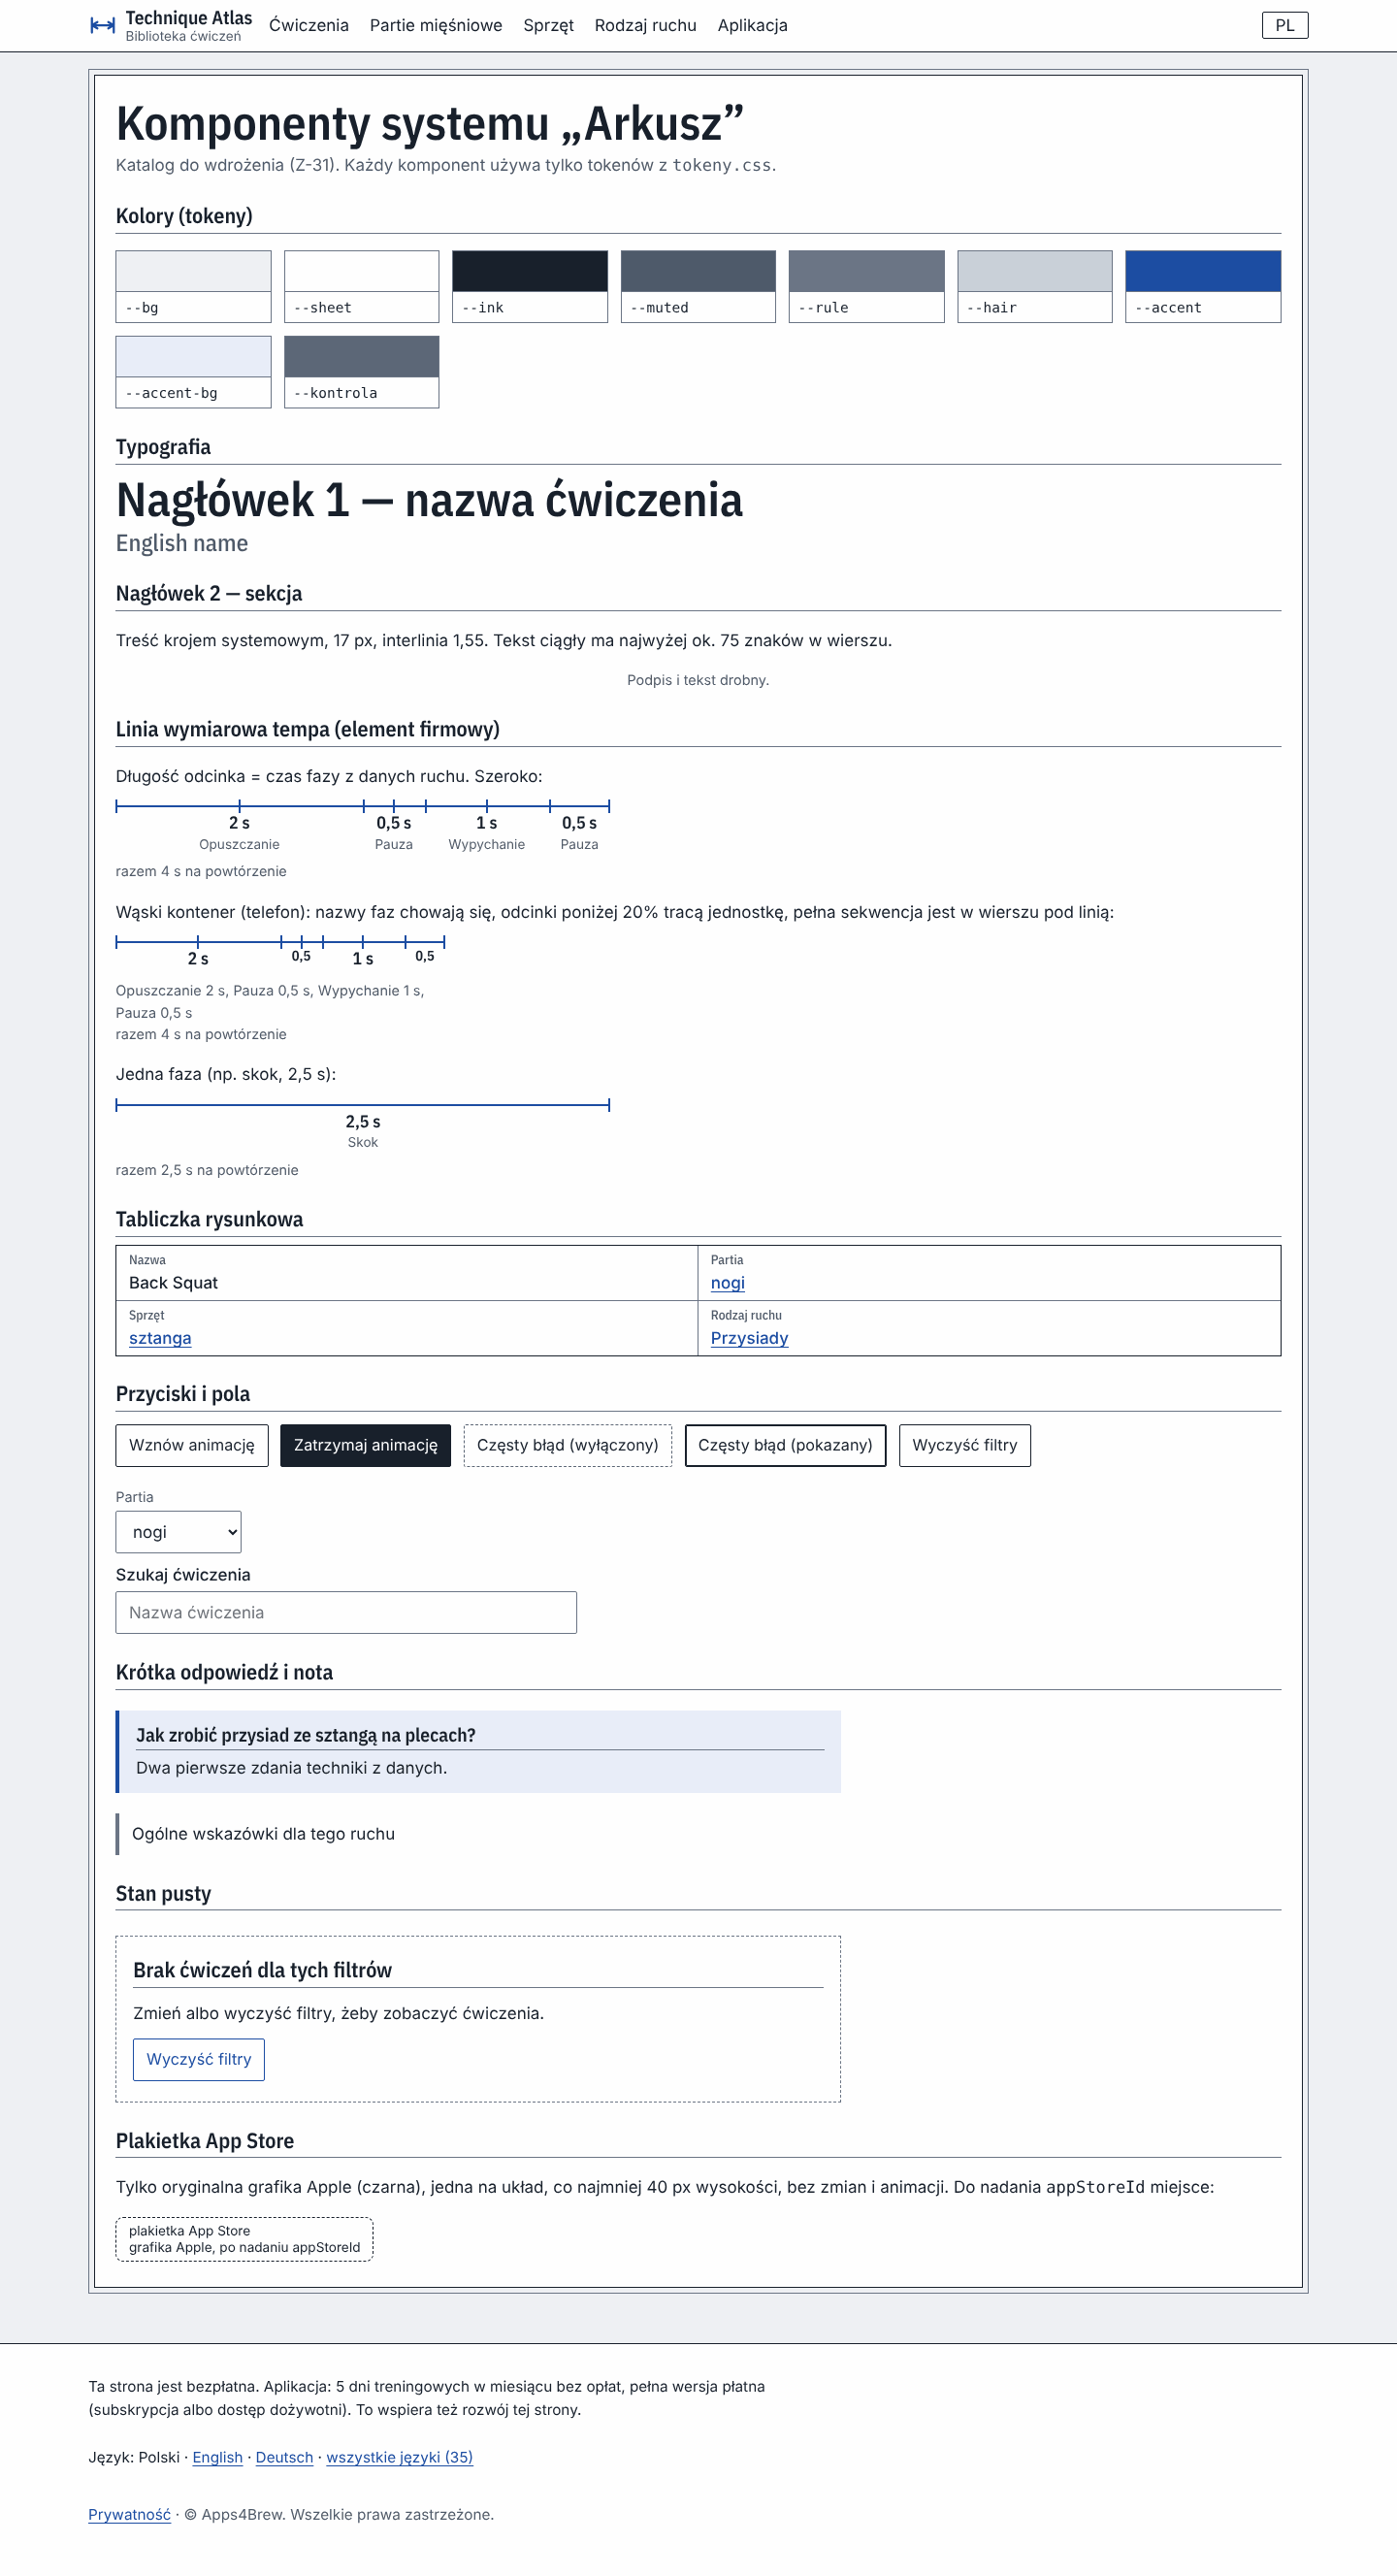 Technique Atlas
Biblioteka ćwiczeń
Ćwiczenia Partie mięśniowe Sprzęt Rodzaj ruchu Aplikacja
PL
Komponenty systemu „Arkusz”
Katalog do wdrożenia (Z-31). Każdy komponent używa tylko tokenów z tokeny.css.
Kolory (tokeny)
--bg --sheet --ink --muted --rule --hair --accent
--accent-bg --kontrola
Typografia
Nagłówek 1 — nazwa ćwiczenia
English name
Nagłówek 2 — sekcja
Treść krojem systemowym, 17 px, interlinia 1,55. Tekst ciągły ma najwyżej ok. 75 znaków w wierszu.
Podpis i tekst drobny.
Linia wymiarowa tempa (element firmowy)
Długość odcinka = czas fazy z danych ruchu. Szeroko:
2 s 0,5 s 1 s 0,5 s
Opuszczanie Pauza Wypychanie Pauza
razem 4 s na powtórzenie
Wąski kontener (telefon): nazwy faz chowają się, odcinki poniżej 20% tracą jednostkę, pełna sekwencja jest w wierszu pod linią:
2 s 0,5 1 s 0,5
Opuszczanie 2 s, Pauza 0,5 s, Wypychanie 1 s,
Pauza 0,5 s
razem 4 s na powtórzenie
Jedna faza (np. skok, 2,5 s):
2,5 s
Skok
razem 2,5 s na powtórzenie
Tabliczka rysunkowa
Nazwa Partia
Back Squat nogi
Sprzęt Rodzaj ruchu
sztanga Przysiady
Przyciski i pola
Wznów animację Zatrzymaj animację Częsty błąd (wyłączony) Częsty błąd (pokazany) Wyczyść filtry
Partia
nogi
Szukaj ćwiczenia
Nazwa ćwiczenia
Krótka odpowiedź i nota
Jak zrobić przysiad ze sztangą na plecach?
Dwa pierwsze zdania techniki z danych.
Ogólne wskazówki dla tego ruchu
Stan pusty
Brak ćwiczeń dla tych filtrów
Zmień albo wyczyść filtry, żeby zobaczyć ćwiczenia.
Wyczyść filtry
Plakietka App Store
Tylko oryginalna grafika Apple (czarna), jedna na układ, co najmniej 40 px wysokości, bez zmian i animacji. Do nadania appStoreId miejsce:
plakietka App Store
grafika Apple, po nadaniu appStoreId
Ta strona jest bezpłatna. Aplikacja: 5 dni treningowych w miesiącu bez opłat, pełna wersja płatna
(subskrypcja albo dostęp dożywotni). To wspiera też rozwój tej strony.
Język: Polski · English · Deutsch · wszystkie języki (35)
Prywatność · © Apps4Brew. Wszelkie prawa zastrzeżone.